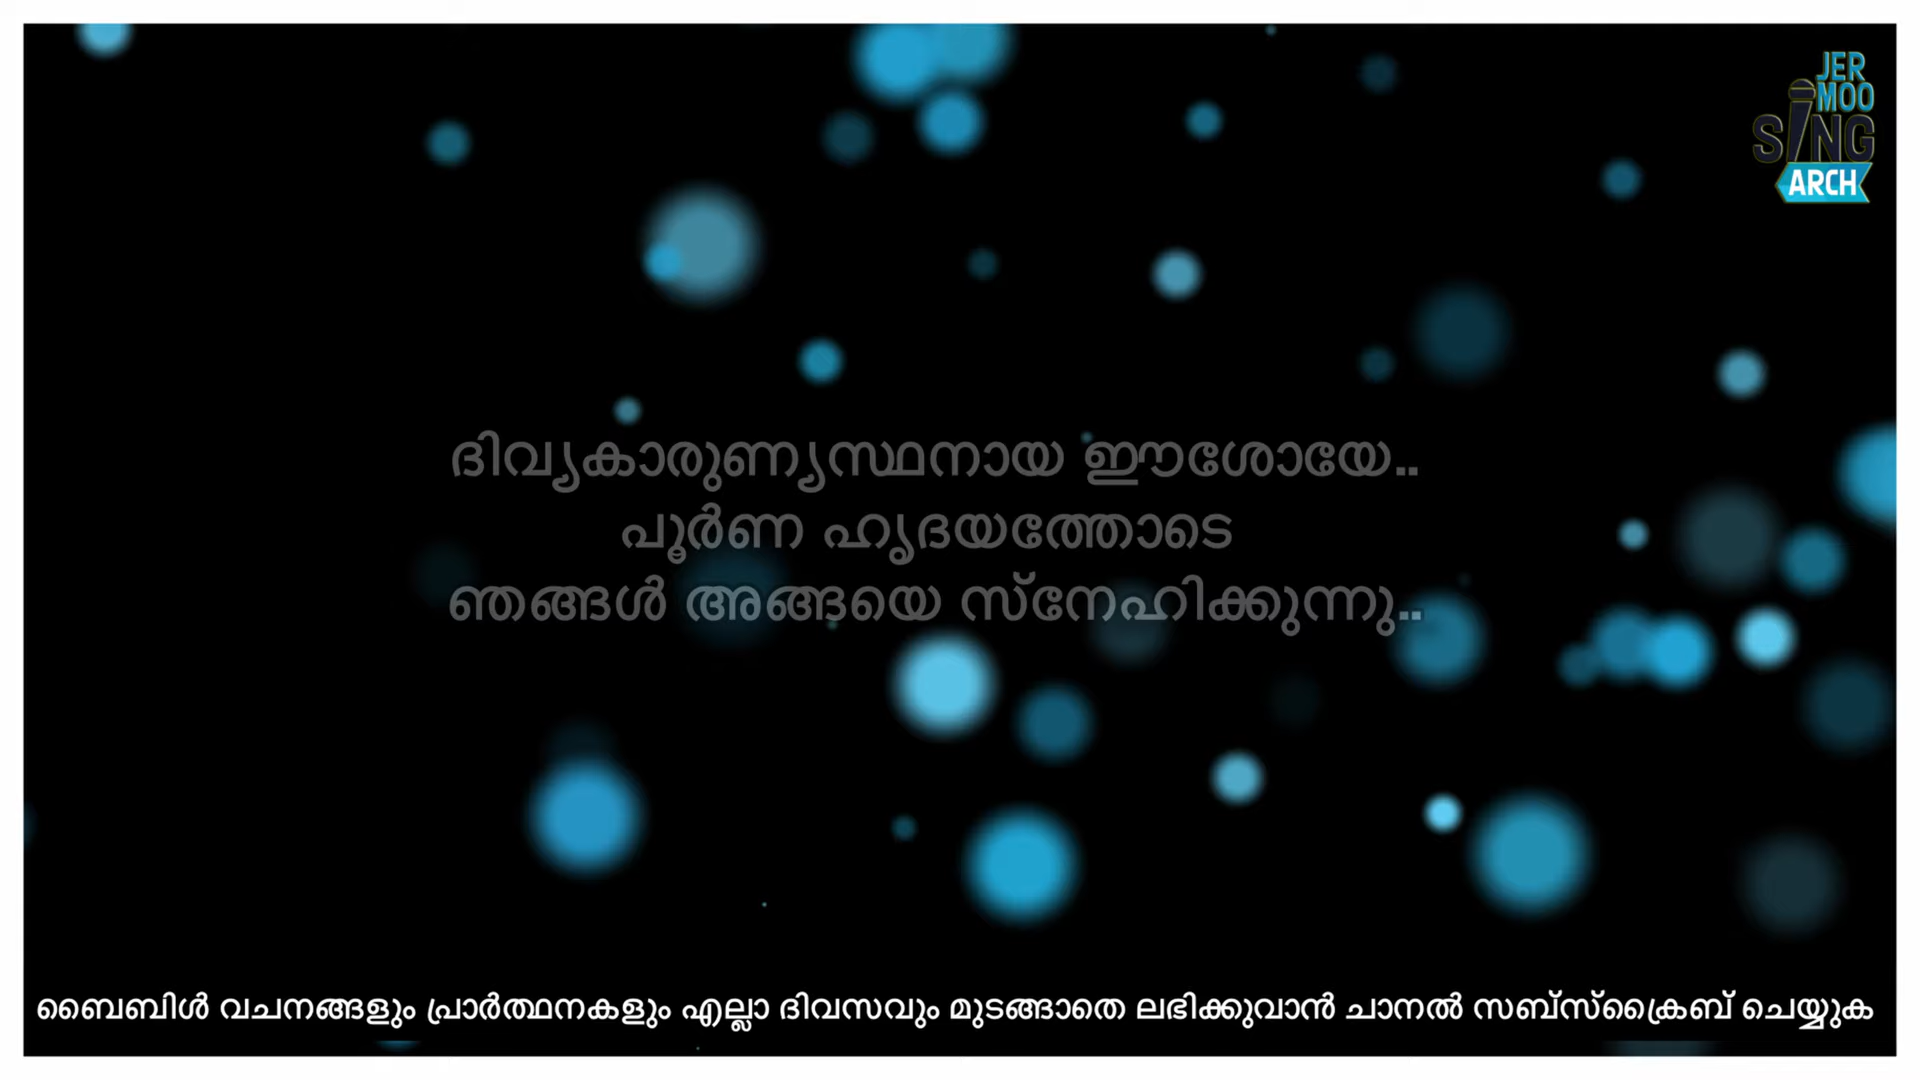 JER
MOO
SING
ARCH
ദിവ്യകാരുണ്യസ്ഥനായ ഈശോയേ..
പൂർണ ഹൃദയത്തോടെ
ഞങ്ങൾ അങ്ങയെ സ്നേഹിക്കുന്നു..
ബൈബിൾ വചനങ്ങളും പ്രാർത്ഥനകളും എല്ലാ ദിവസവും മുടങ്ങാതെ ലഭിക്കുവാൻ ചാനൽ സബ്സ്ക്രൈബ് ചെയ്യുക